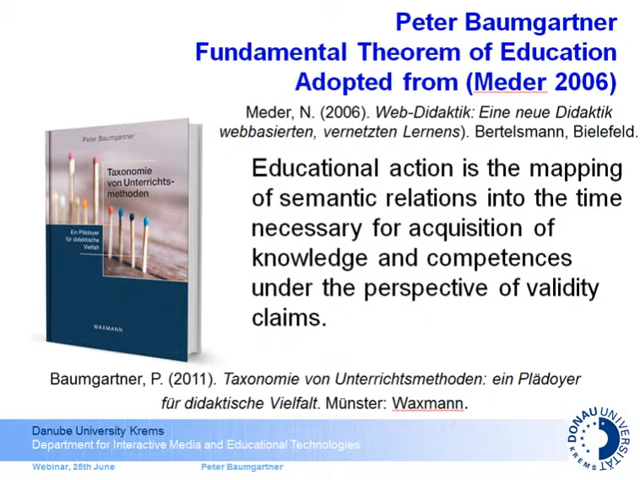 Peter Baumgartner
Fundamental Theorem of Education
Adopted from (Meder 2006)
Meder, N. (2006). Web-Didaktik: Eine neue Didaktik
webbasierten, vernetzten Lernens). Bertelsmann, Bielefeld.
Peter Baumgartner
Taxonomie
von Unterrichts-
methoden
Ein Plädoyer
für didaktische
Vielfalt
WAXMANN
Educational action is the mapping
of semantic relations into the time
necessary for acquisition of
knowledge and competences
under the perspective of validity
claims.
Baumgartner, P. (2011). Taxonomie von Unterrichtsmethoden: ein Plädoyer
für didaktische Vielfalt. Münster: Waxmann.
Danube University Krems
Department for Interactive Media and Educational Technologies
Webinar, 25th June
Peter Baumgartner
DONAU UNIVERSITÄT
KREMS